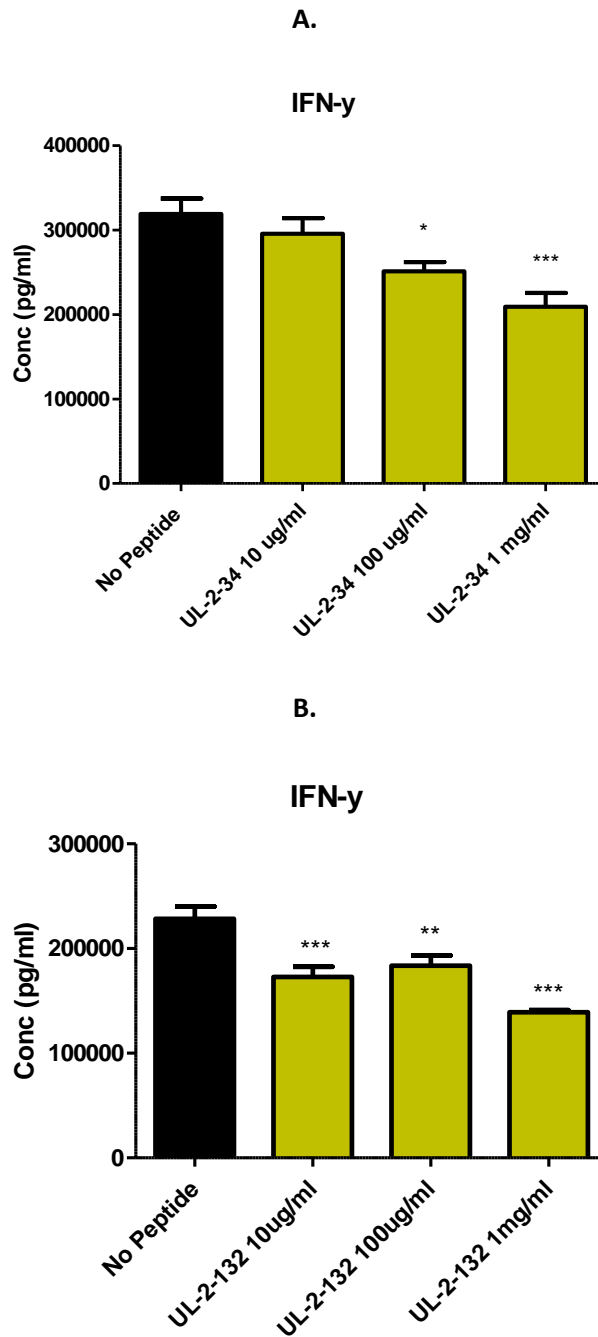 A.
IFN-y
400000
300000
200000
100000
0
Conc (pg/ml)
*
***
No Peptide
UL-2-34 10 ug/ml
UL-2-34 100 ug/ml
UL-2-34 1 mg/ml
B.
IFN-y
300000
200000
100000
0
Conc (pg/ml)
***
**
***
No Peptide
UL-2-132 10ug/ml
UL-2-132 100ug/ml
UL-2-132 1mg/ml